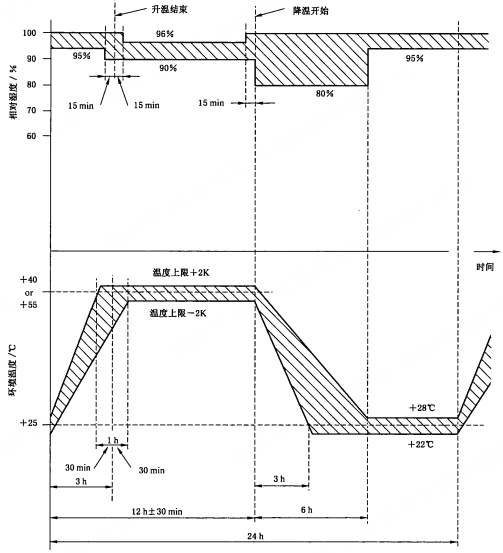 升温结束
降温开始
100
96%
95%
95%
90
90%
80
80%
70
60
15 min
15 min
15 min
相对湿度/%
时间
温度上限+2K
+40
or
+55
温度上限−2K
环境温度/℃
+28℃
+25
+22℃
1 h
30 min
30 min
3 h
3 h
12 h±30 min
6 h
24 h